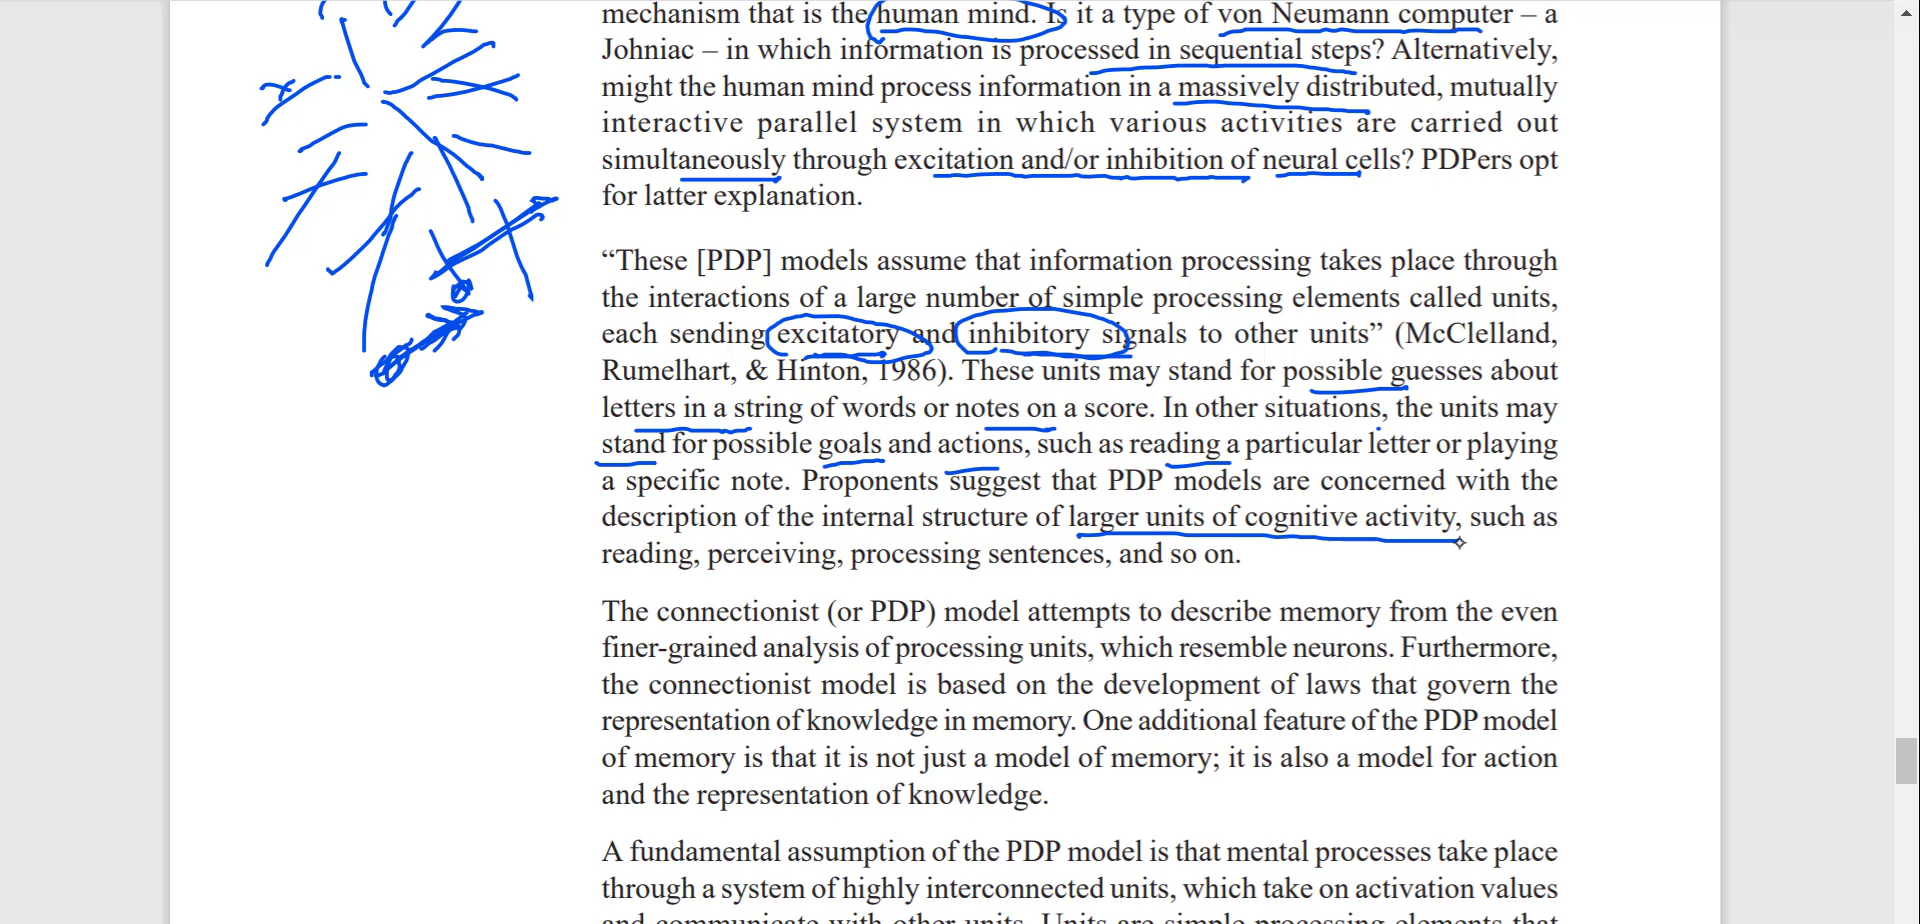 mechanism that is the human mind. Is it a type of von Neumann computer – a
Johniac – in which information is processed in sequential steps? Alternatively,
might the human mind process information in a massively distributed, mutually
interactive parallel system in which various activities are carried out
simultaneously through excitation and/or inhibition of neural cells? PDPers opt
for latter explanation.
“These [PDP] models assume that information processing takes place through
the interactions of a large number of simple processing elements called units,
each sending excitatory and inhibitory signals to other units” (McClelland,
Rumelhart, & Hinton, 1986). These units may stand for possible guesses about
letters in a string of words or notes on a score. In other situations, the units may
stand for possible goals and actions, such as reading a particular letter or playing
a specific note. Proponents suggest that PDP models are concerned with the
description of the internal structure of larger units of cognitive activity, such as
reading, perceiving, processing sentences, and so on.
The connectionist (or PDP) model attempts to describe memory from the even
finer-grained analysis of processing units, which resemble neurons. Furthermore,
the connectionist model is based on the development of laws that govern the
representation of knowledge in memory. One additional feature of the PDP model
of memory is that it is not just a model of memory; it is also a model for action
and the representation of knowledge.
A fundamental assumption of the PDP model is that mental processes take place
through a system of highly interconnected units, which take on activation values
and communicate with other units. Units are simple processing elements that